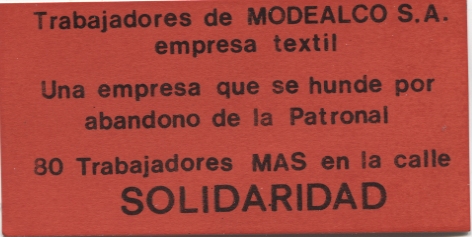 Trabajadores de MODEALCO S.A.
empresa textil
Una empresa que se hunde por
abandono de la Patronal
80 Trabajadores MAS en la calle
SOLIDARIDAD